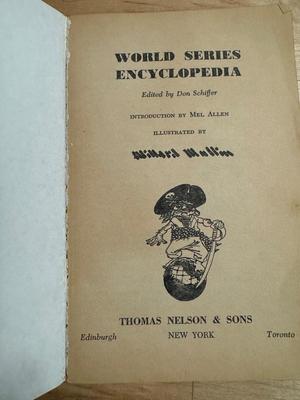 WORLD SERIES
ENCYCLOPEDIA
Edited by Don Schiffer
INTRODUCTION BY MEL ALLEN
ILLUSTRATED BY
Willard Mullin
THOMAS NELSON & SONS
Edinburgh NEW YORK Toronto